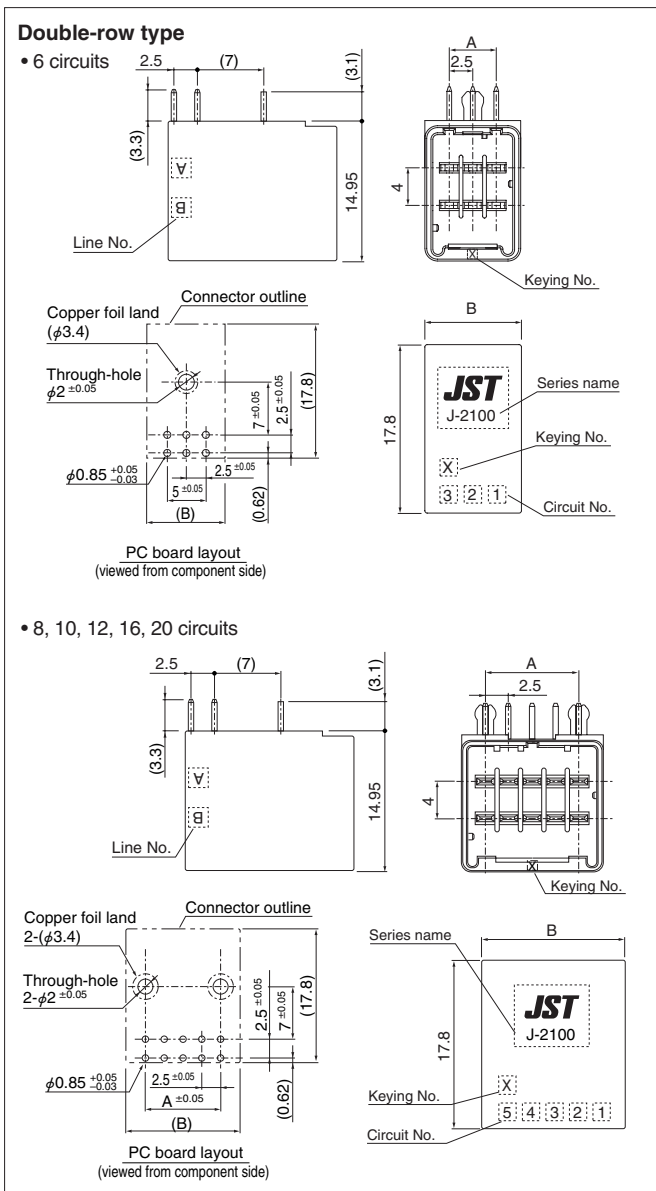 Double-row type
• 6 circuits
2.5
(7)
(3.1)
(3.3)
A
B
14.95
Line No.
A
2.5
4
X
Keying No.
Copper foil land
(φ3.4)
Connector outline
Through-hole
φ2 ±0.05
7 ±0.05
2.5 ±0.05
(17.8)
φ0.85 +0.05 −0.03
2.5 ±0.05
5 ±0.05
(0.62)
(B)
PC board layout
(viewed from component side)
B
17.8
JST
J-2100
Series name
X
Keying No.
3 2 1
Circuit No.
• 8, 10, 12, 16, 20 circuits
2.5
(7)
(3.1)
(3.3)
A
B
14.95
Line No.
A
2.5
4
X
Keying No.
Copper foil land
2-(φ3.4)
Connector outline
Through-hole
2-φ2 ±0.05
2.5 ±0.05
7 ±0.05
(17.8)
φ0.85 +0.05 −0.03
2.5 ±0.05
A ±0.05
(0.62)
(B)
PC board layout
(viewed from component side)
Series name
B
17.8
JST
J-2100
X
Keying No.
5 4 3 2 1
Circuit No.